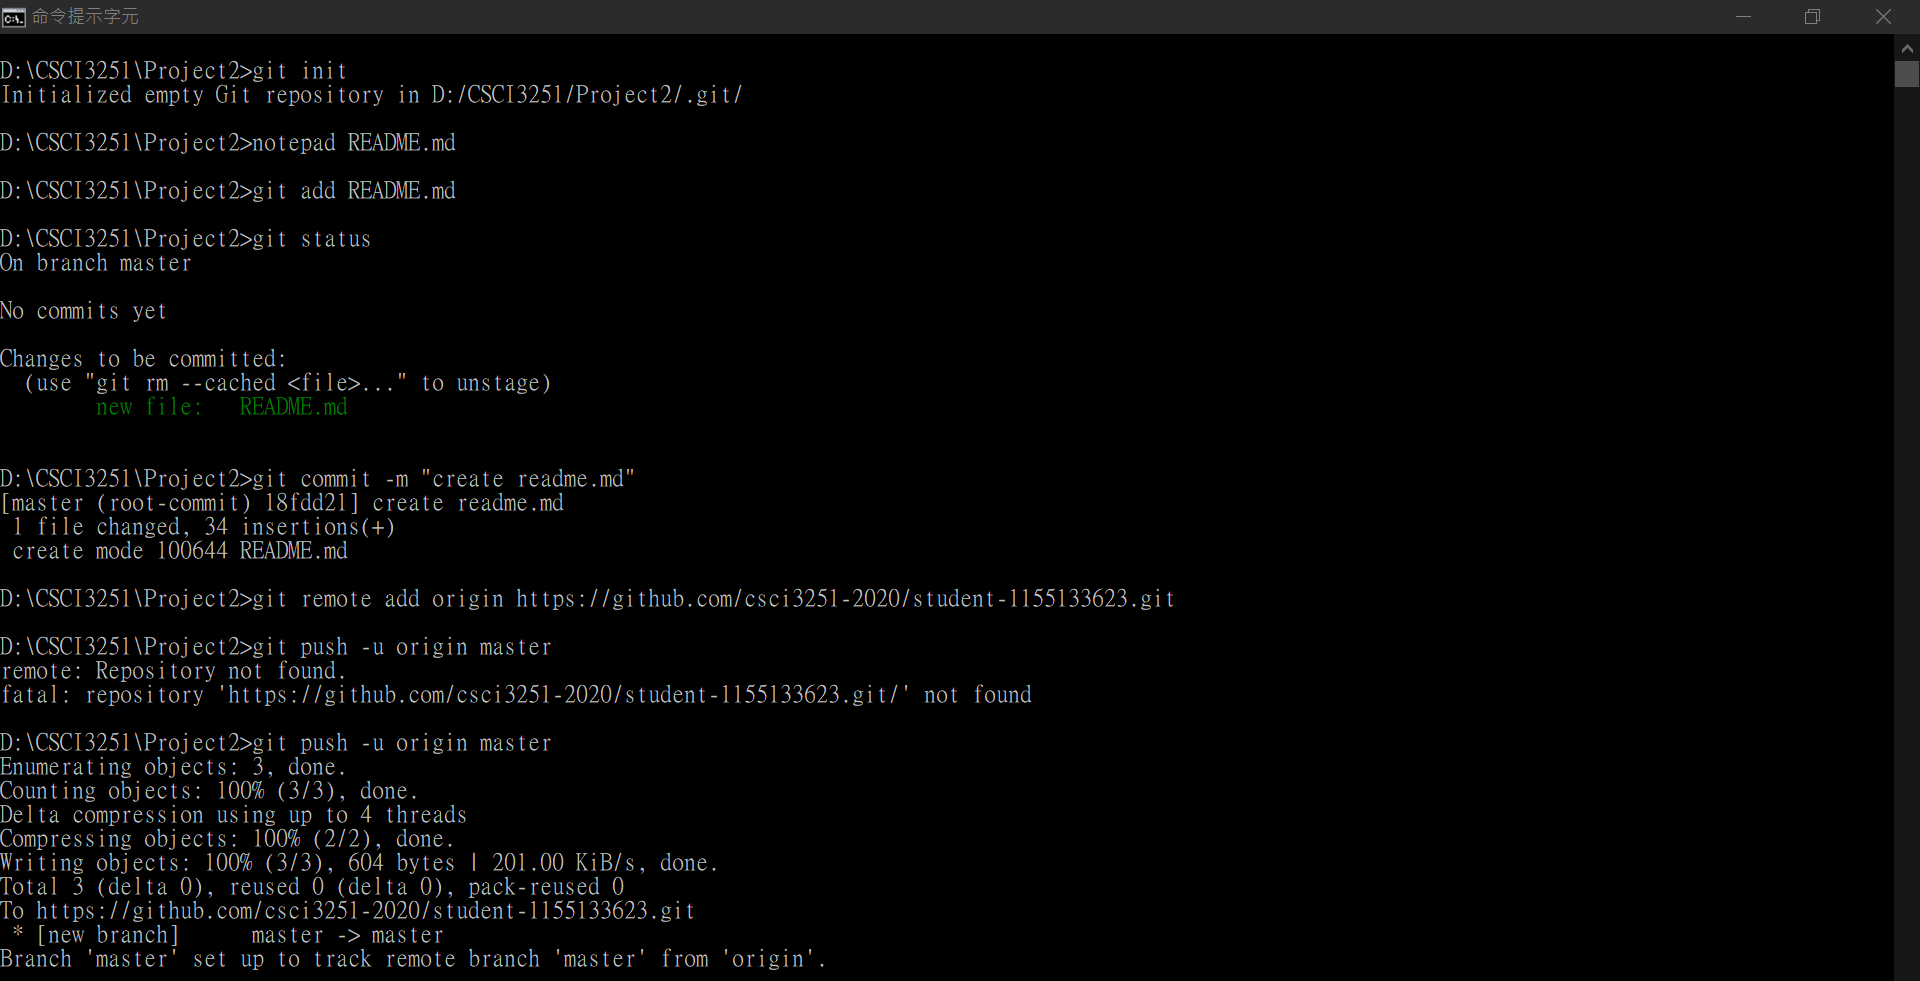 命令提示字元
D:\CSCI3251\Project2>git init
Initialized empty Git repository in D:/CSCI3251/Project2/.git/
D:\CSCI3251\Project2>notepad README.md
D:\CSCI3251\Project2>git add README.md
D:\CSCI3251\Project2>git status
On branch master
No commits yet
Changes to be committed:
  (use "git rm --cached <file>..." to unstage)
        new file:   README.md
D:\CSCI3251\Project2>git commit -m "create readme.md"
[master (root-commit) 18fdd21] create readme.md
 1 file changed, 34 insertions(+)
 create mode 100644 README.md
D:\CSCI3251\Project2>git remote add origin https://github.com/csci3251-2020/student-1155133623.git
D:\CSCI3251\Project2>git push -u origin master
remote: Repository not found.
fatal: repository 'https://github.com/csci3251-2020/student-1155133623.git/' not found
D:\CSCI3251\Project2>git push -u origin master
Enumerating objects: 3, done.
Counting objects: 100% (3/3), done.
Delta compression using up to 4 threads
Compressing objects: 100% (2/2), done.
Writing objects: 100% (3/3), 604 bytes | 201.00 KiB/s, done.
Total 3 (delta 0), reused 0 (delta 0), pack-reused 0
To https://github.com/csci3251-2020/student-1155133623.git
 * [new branch]      master -> master
Branch 'master' set up to track remote branch 'master' from 'origin'.